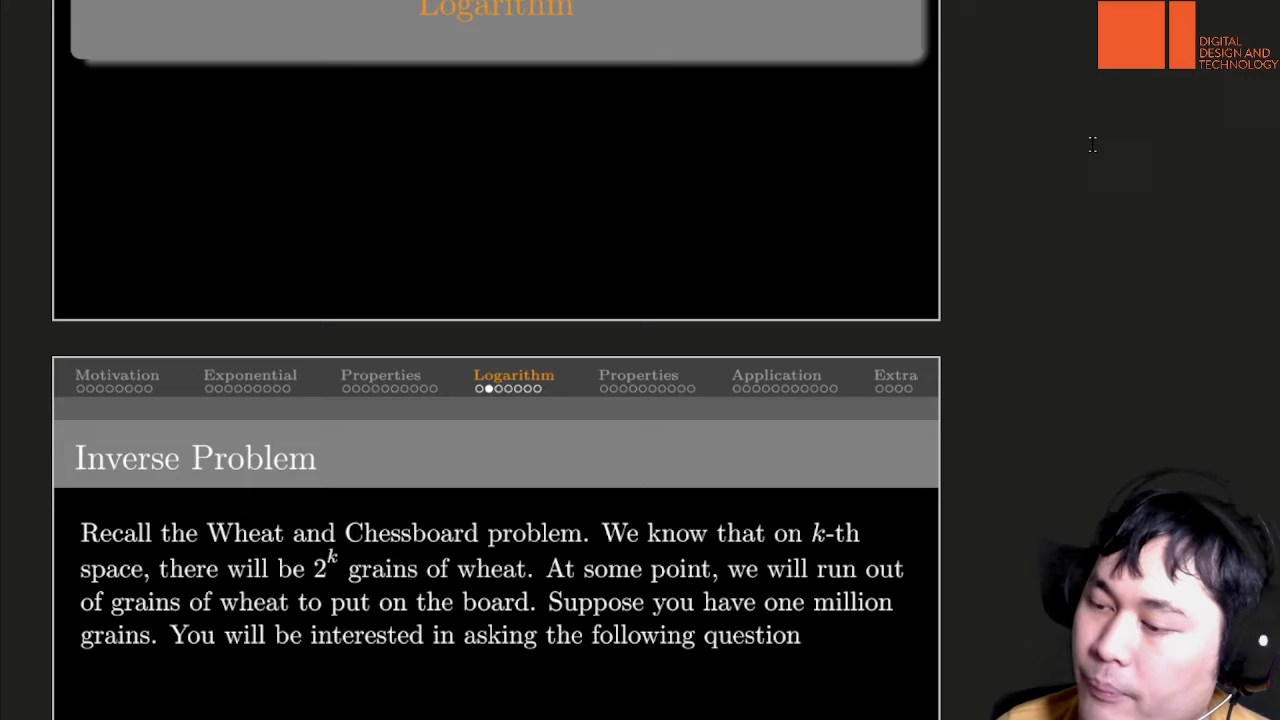 Logarithm
DIGITAL
DESIGN AND
TECHNOLOGY
Motivation Exponential Properties Logarithm Properties Application Extra
Inverse Problem
Recall the Wheat and Chessboard problem. We know that on k-th
space, there will be 2^k grains of wheat. At some point, we will run out
of grains of wheat to put on the board. Suppose you have one million
grains. You will be interested in asking the following question